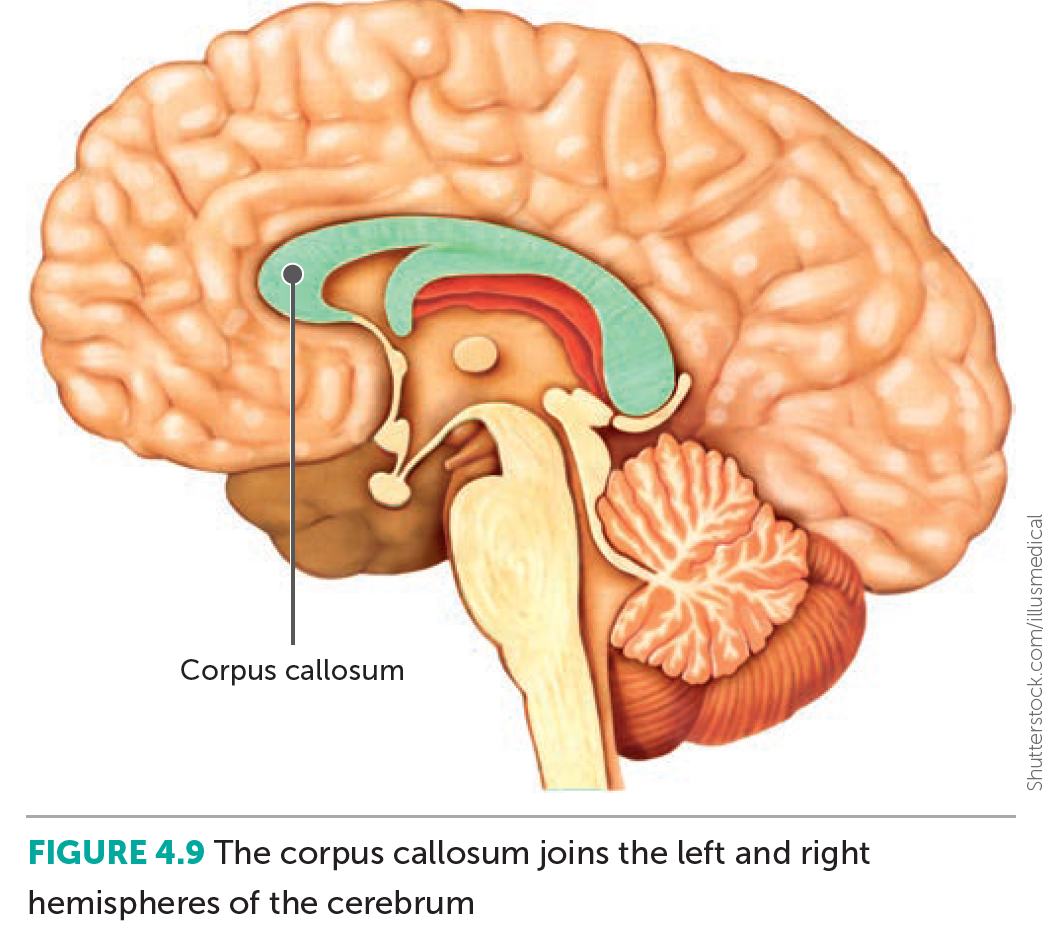 Corpus callosum
Shutterstock.com/illusmedical
FIGURE 4.9 The corpus callosum joins the left and right
hemispheres of the cerebrum